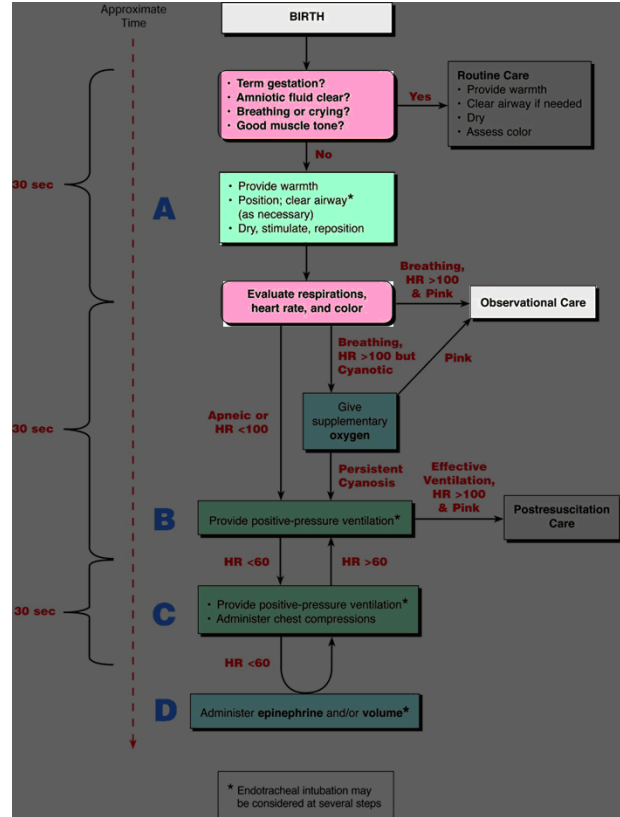 Approximate
Time
BIRTH
• Term gestation?
• Amniotic fluid clear?
• Breathing or crying?
• Good muscle tone?
Yes
Routine Care
• Provide warmth
• Clear airway if needed
• Dry
• Assess color
No
30 sec
A
• Provide warmth
• Position; clear airway*
(as necessary)
• Dry, stimulate, reposition
Evaluate respirations,
heart rate, and color
Breathing,
HR >100
& Pink
Observational Care
Breathing,
HR >100 but
Cyanotic
Pink
Apneic or
HR <100
Give
supplementary
oxygen
30 sec
Persistent
Cyanosis
Effective
Ventilation,
HR >100
& Pink
B
Provide positive-pressure ventilation*
Postresuscitation
Care
HR <60
HR >60
30 sec
C
• Provide positive-pressure ventilation*
• Administer chest compressions
HR <60
D
Administer epinephrine and/or volume*
* Endotracheal intubation may
be considered at several steps